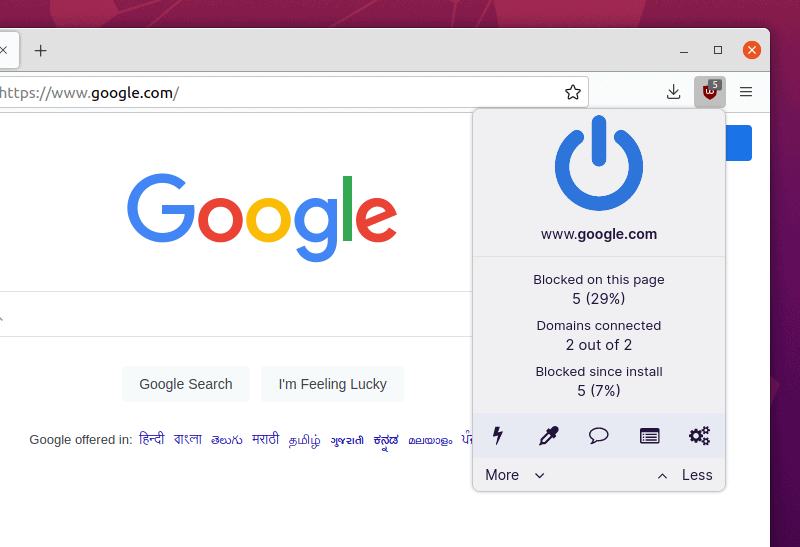 https://www.google.com/
5
Google
www.google.com
Blocked on this page
5 (29%)
Domains connected
2 out of 2
Blocked since install
5 (7%)
Google Search
I'm Feeling Lucky
Google offered in: हिन्दी বাংলা తెలుగు मराठी தமிழ் ગુજરાતી ಕನ್ನಡ മലയാളം
More
Less